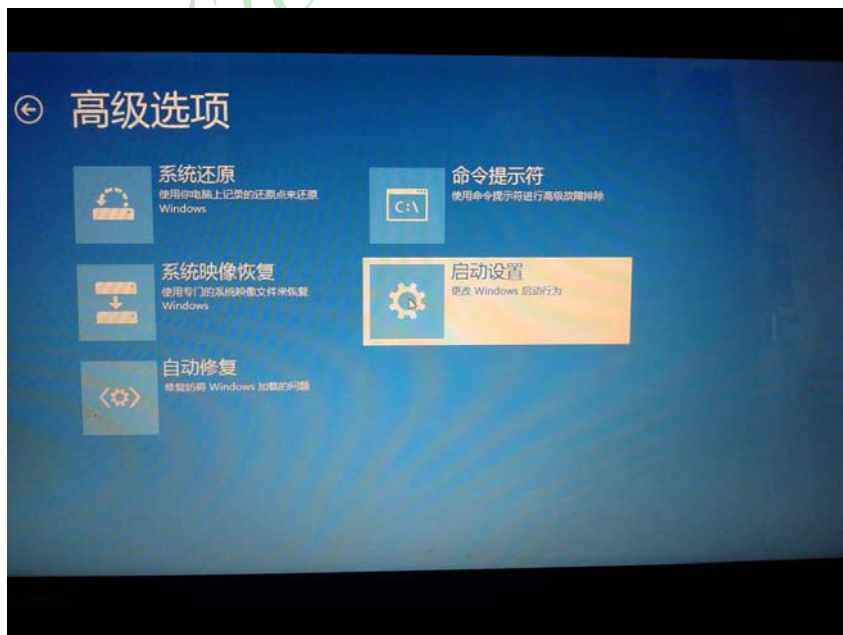 高级选项
系统还原
使用你电脑上记录的还原点来还原
Windows
命令提示符
使用命令提示符进行高级故障排除
C:\
系统映像恢复
使用专门的系统映像文件来恢复
Windows
启动设置
更改 Windows 启动行为
自动修复
修复妨碍 Windows 加载的问题